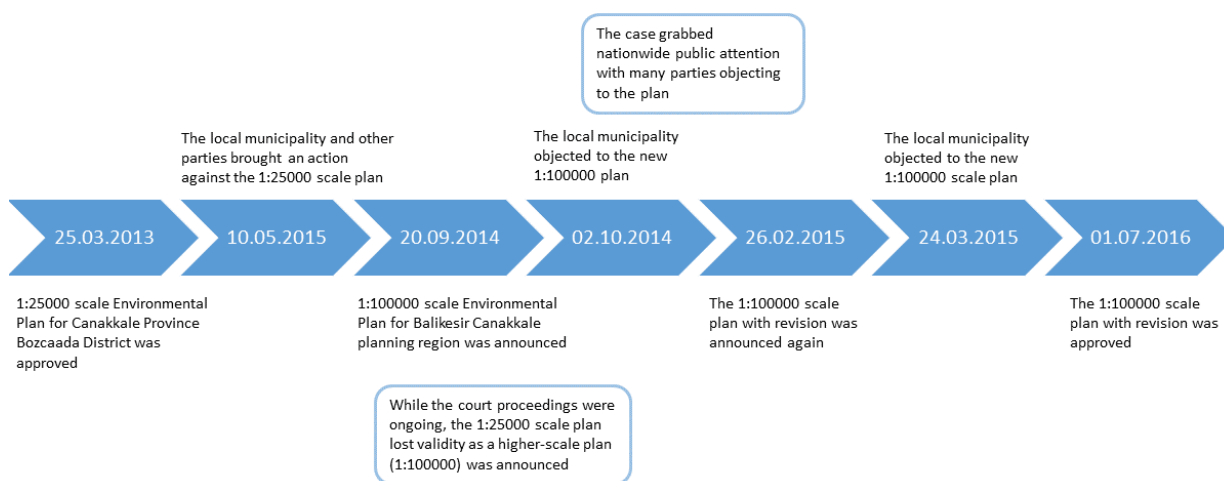 The case grabbed
nationwide public attention
with many parties objecting
to the plan
The local municipality and other
parties brought an action
against the 1:25000 scale plan
The local municipality
objected to the new
1:100000 plan
The local municipality
objected to the new
1:100000 scale plan
25.03.2013
10.05.2015
20.09.2014
02.10.2014
26.02.2015
24.03.2015
01.07.2016
1:25000 scale Environmental
Plan for Canakkale Province
Bozcaada District was
approved
1:100000 scale Environmental
Plan for Balikesir Canakkale
planning region was announced
The 1:100000 scale
plan with revision was
announced again
The 1:100000 scale
plan with revision was
approved
While the court proceedings were
ongoing, the 1:25000 scale plan
lost validity as a higher-scale plan
(1:100000) was announced